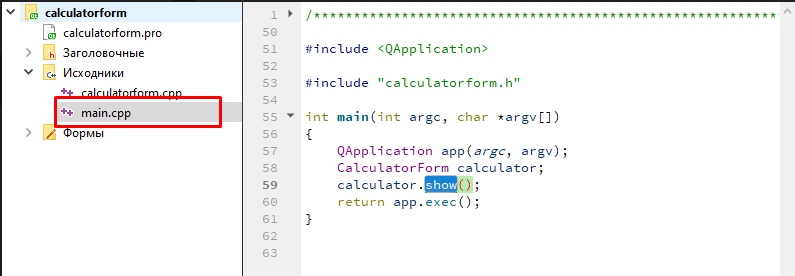 calculatorform
calculatorform.pro
Заголовочные
Исходники
calculatorform.cpp
main.cpp
Формы
1 /************************************************************
50
51 #include <QApplication>
52
53 #include "calculatorform.h"
54
55 int main(int argc, char *argv[])
56 {
57 QApplication app(argc, argv);
58 CalculatorForm calculator;
59 calculator.show();
60 return app.exec();
61 }
62
63